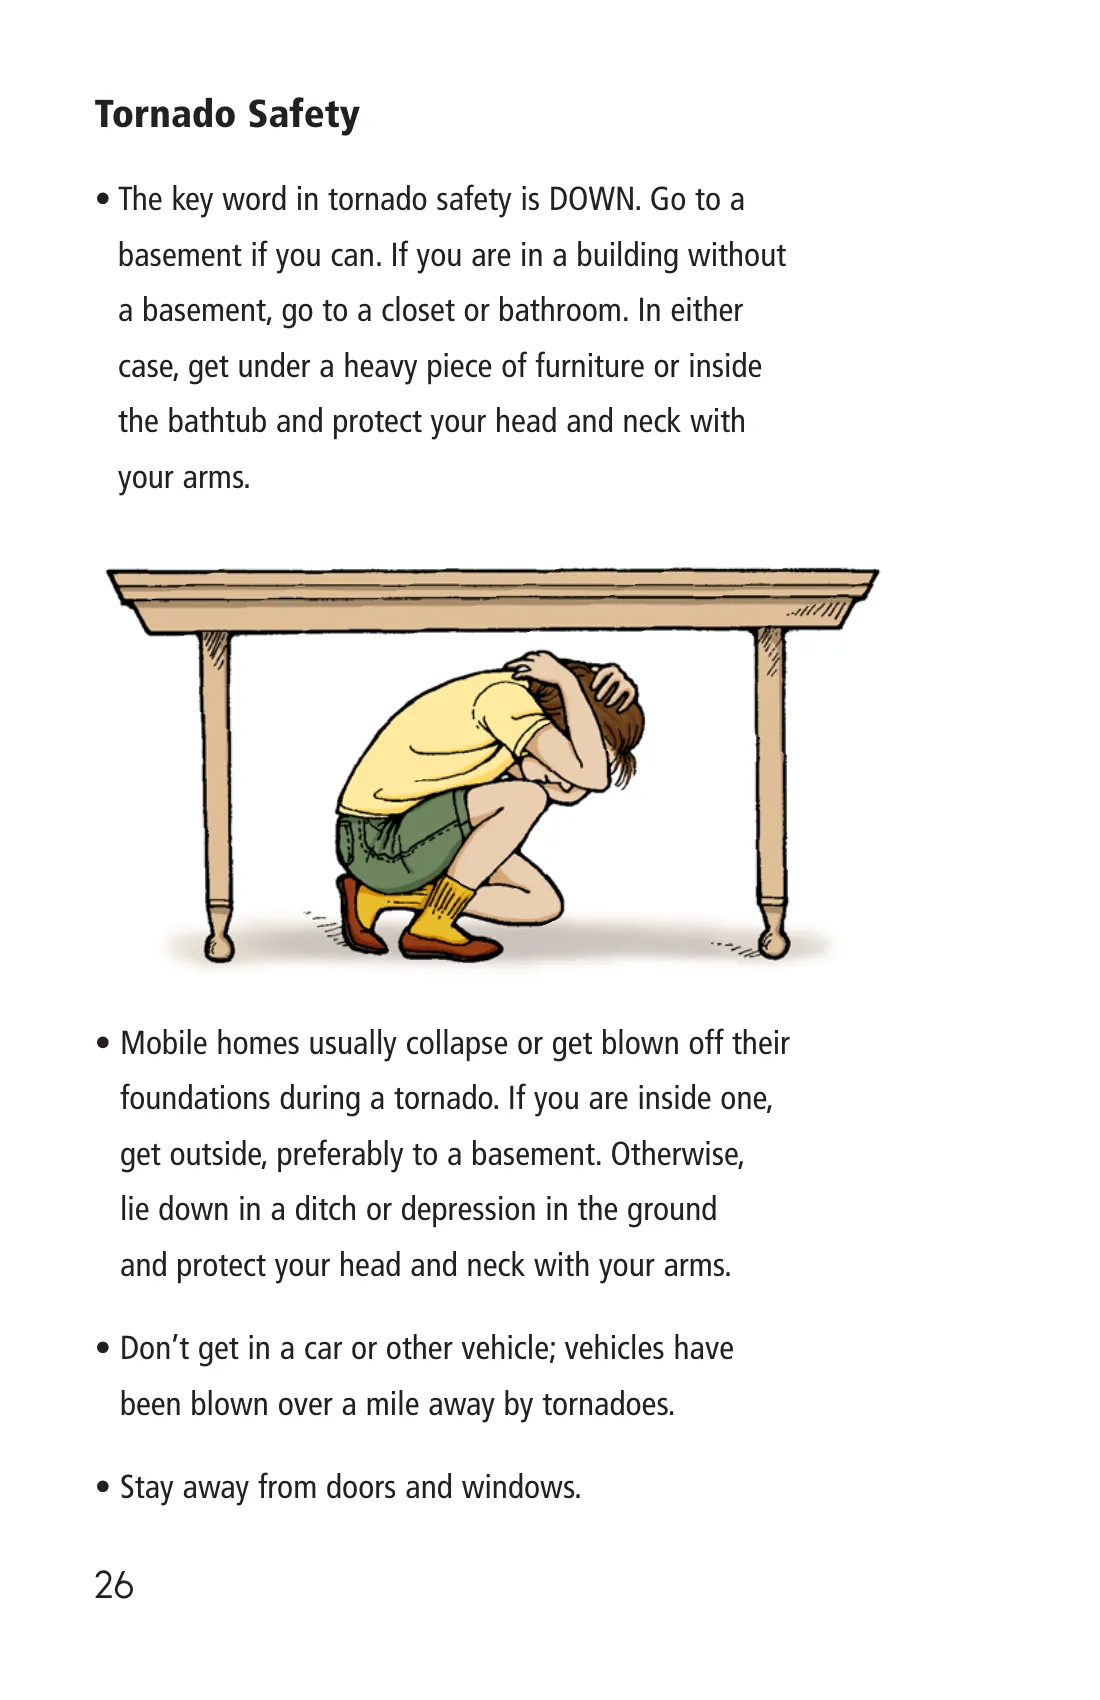 Tornado Safety
• The key word in tornado safety is DOWN. Go to a
basement if you can. If you are in a building without
a basement, go to a closet or bathroom. In either
case, get under a heavy piece of furniture or inside
the bathtub and protect your head and neck with
your arms.
• Mobile homes usually collapse or get blown off their
foundations during a tornado. If you are inside one,
get outside, preferably to a basement. Otherwise,
lie down in a ditch or depression in the ground
and protect your head and neck with your arms.
• Don’t get in a car or other vehicle; vehicles have
been blown over a mile away by tornadoes.
• Stay away from doors and windows.
26